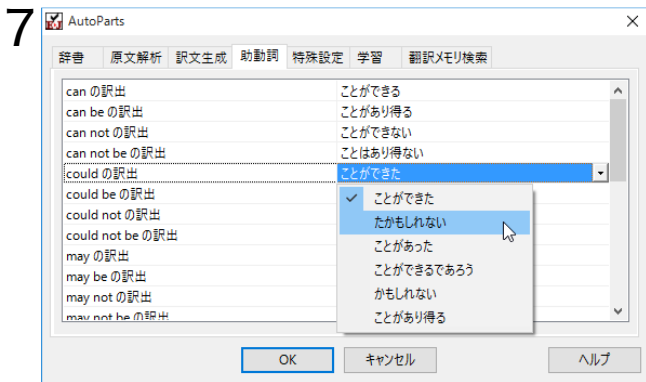 7
AutoParts
辞書 原文解析 訳文生成 助動詞 特殊設定 学習 翻訳メモリ検索
can の訳出 ことができる
can be の訳出 ことがあり得る
can not の訳出 ことができない
can not be の訳出 ことはあり得ない
could の訳出 ことができた
could be の訳出
could not の訳出
could not be の訳出
may の訳出
may be の訳出
may not の訳出
may not be の訳出
ことができた
たかもしれない
ことがあった
ことができるであろう
かもしれない
ことがあり得る
OK キャンセル ヘルプ